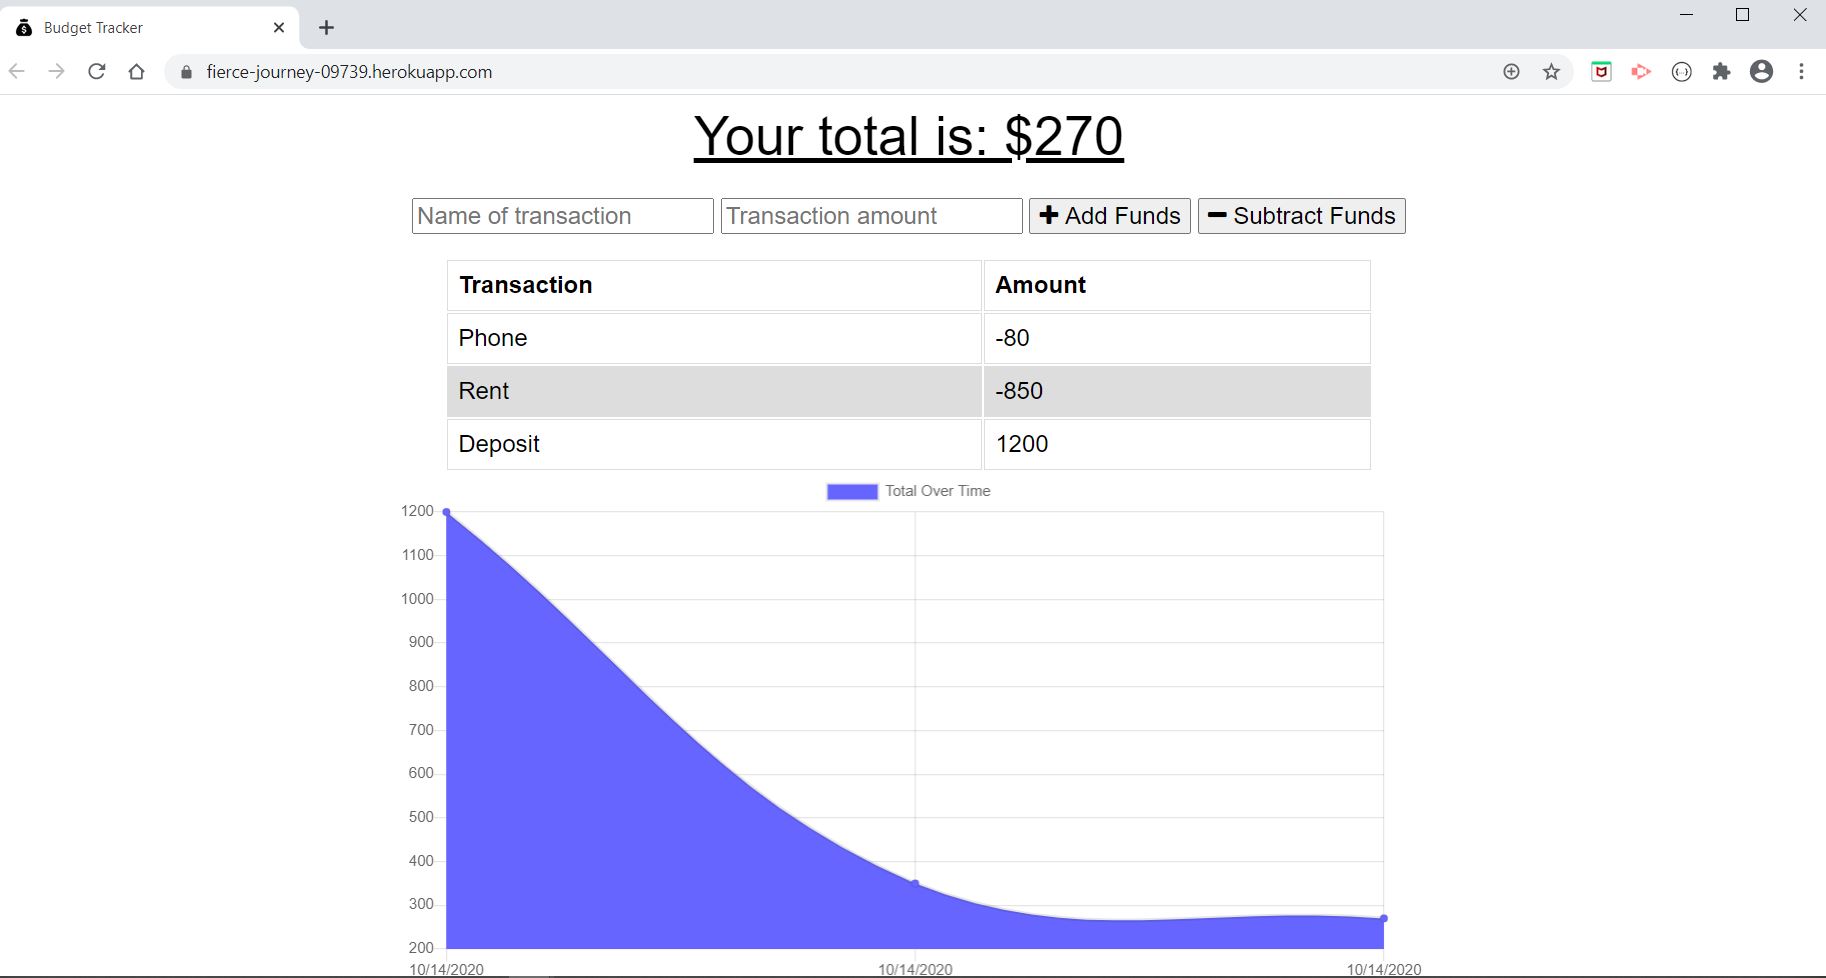 Budget Tracker
fierce-journey-09739.herokuapp.com
Your total is: $270
Name of transaction Transaction amount Add Funds Subtract Funds
Transaction Amount
Phone -80
Rent -850
Deposit 1200
Total Over Time
1200
1100
1000
900
800
700
600
500
400
300
200
10/14/2020 10/14/2020 10/14/2020